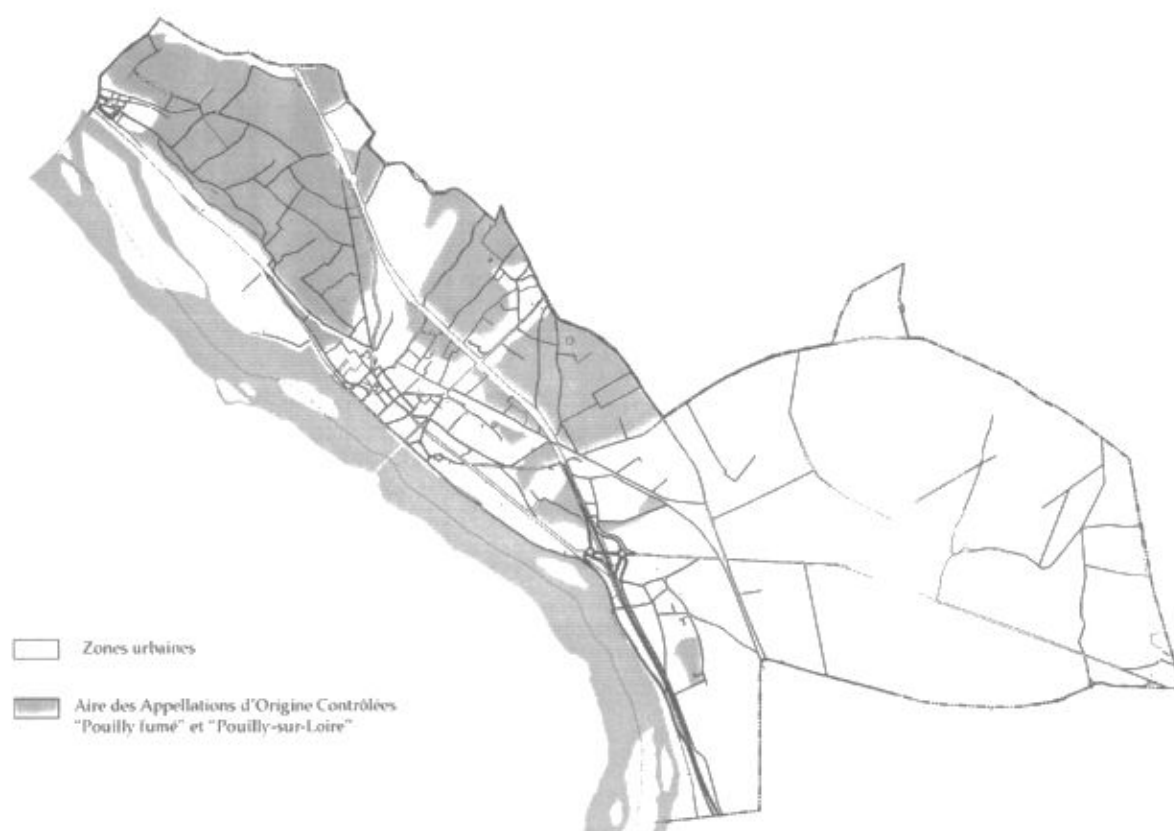 Zones urbaines
Aire des Appellations d'Origine Contrôlées
"Pouilly fumé" et "Pouilly-sur-Loire"